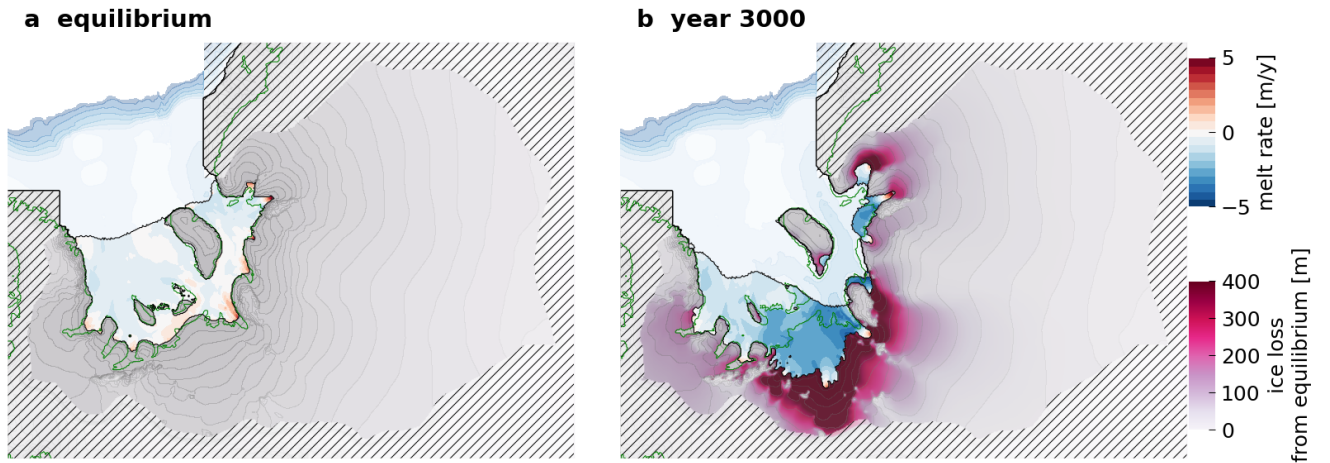 a equilibrium
b year 3000
5
0
−5
melt rate [m/y]
400
300
200
100
0
ice loss
from equilibrium [m]